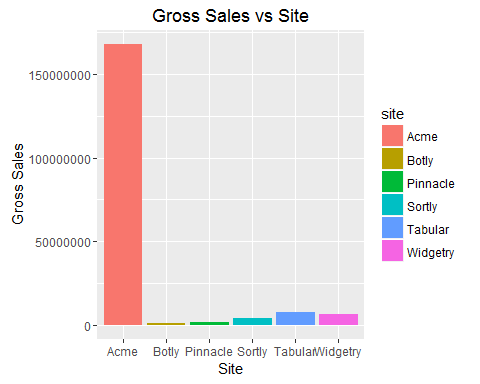 Gross Sales vs Site
Gross Sales
150000000
100000000
50000000
0
Acme Botly Pinnacle Sortly Tabular Widgetry
Site
site
Acme
Botly
Pinnacle
Sortly
Tabular
Widgetry